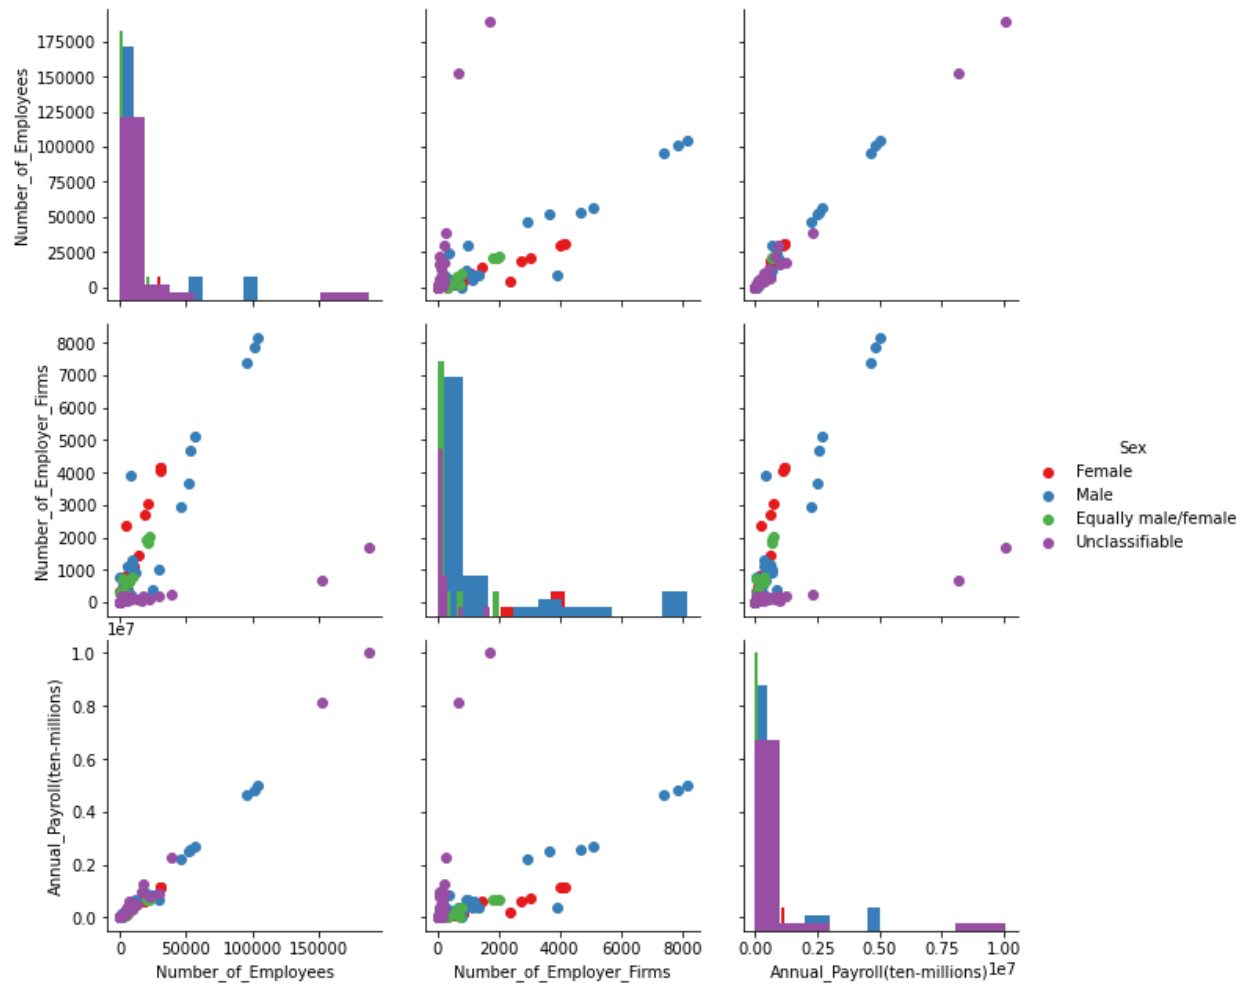 175000
150000
125000
100000
75000
50000
25000
0
Number_of_Employees
8000
7000
6000
5000
4000
3000
2000
1000
0
Number_of_Employer_Firms
Sex
Female
Male
Equally male/female
Unclassifiable
1e7
1.0
0.8
0.6
0.4
0.2
0.0
Annual_Payroll(ten-millions)
0 50000 100000 150000
Number_of_Employees
0 2000 4000 6000 8000
Number_of_Employer_Firms
0.00 0.25 0.50 0.75 1.00
Annual_Payroll(ten-millions) 1e7